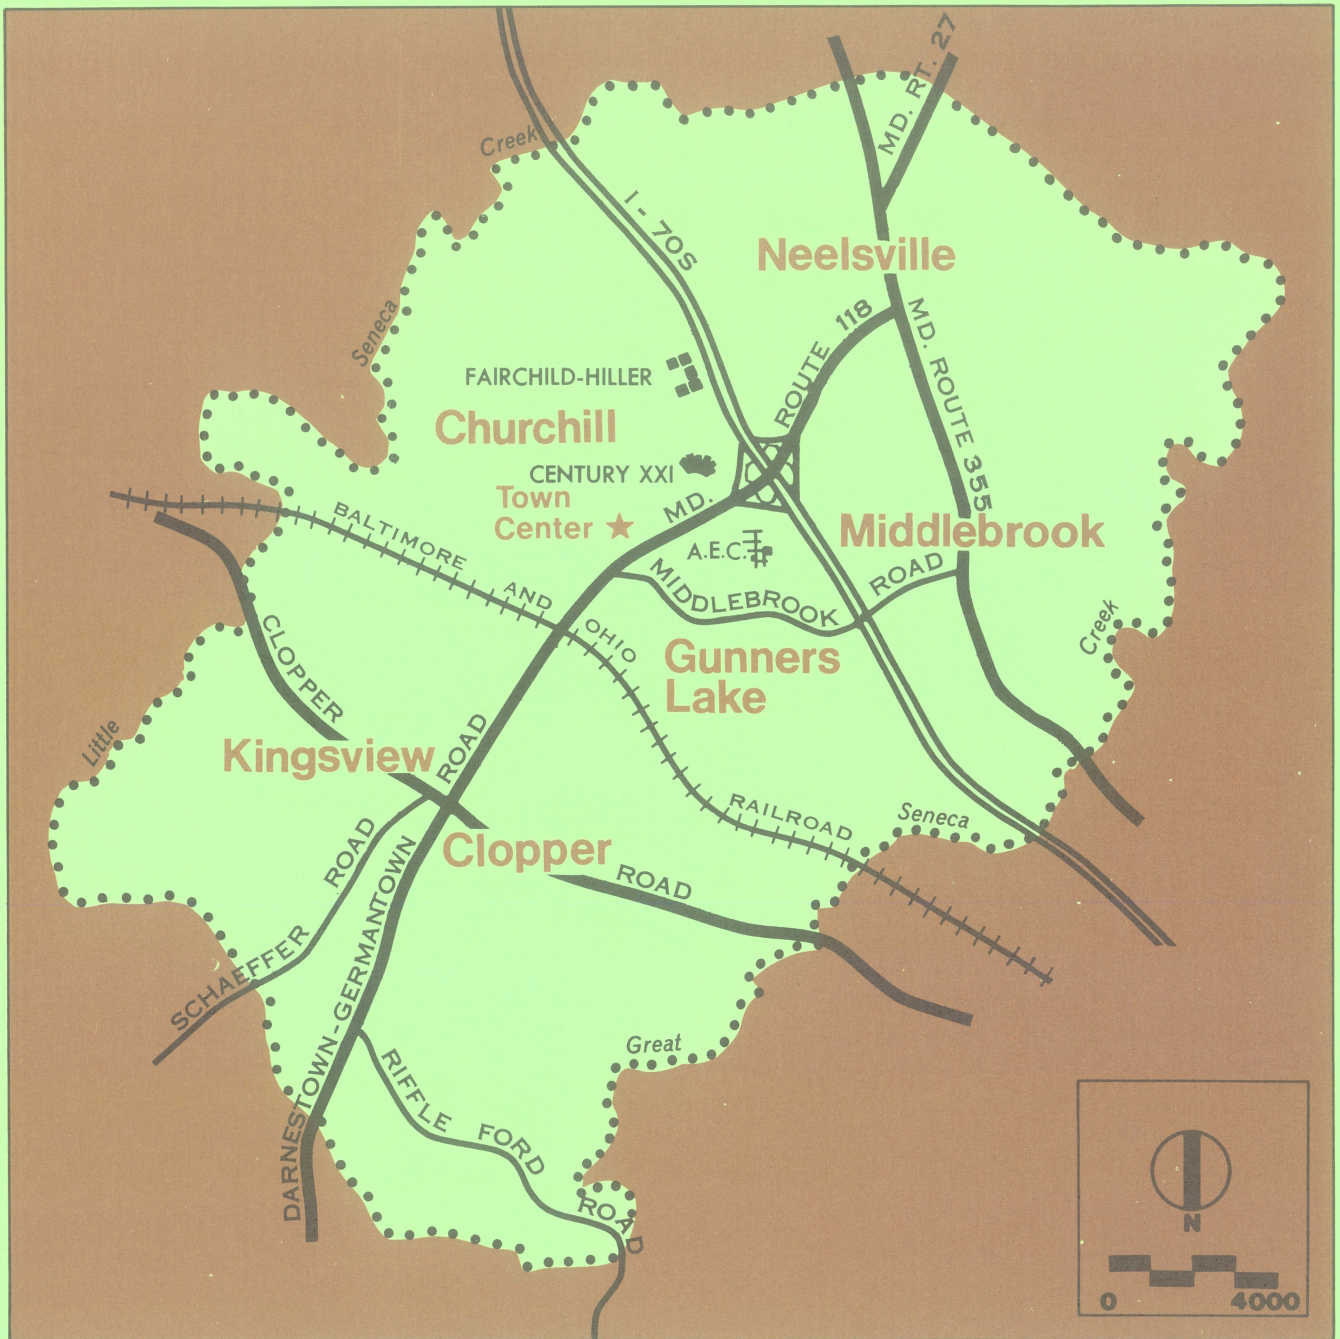 MD. RT. 27
Creek
I-70S
Neelsville
Seneca
MD. ROUTE 118
MD. ROUTE 355
FAIRCHILD-HILLER
Churchill
CENTURY XXI
Town
Center
BALTIMORE AND OHIO RAILROAD
A.E.C.
Middlebrook
MIDDLEBROOK ROAD
Creek
CLOPPER ROAD
Gunners
Lake
Little
Kingsview
Seneca
Clopper
SCHAEFFER ROAD
DARNESTOWN-GERMANTOWN ROAD
Great
RIFFLE FORD ROAD
N
0 4000